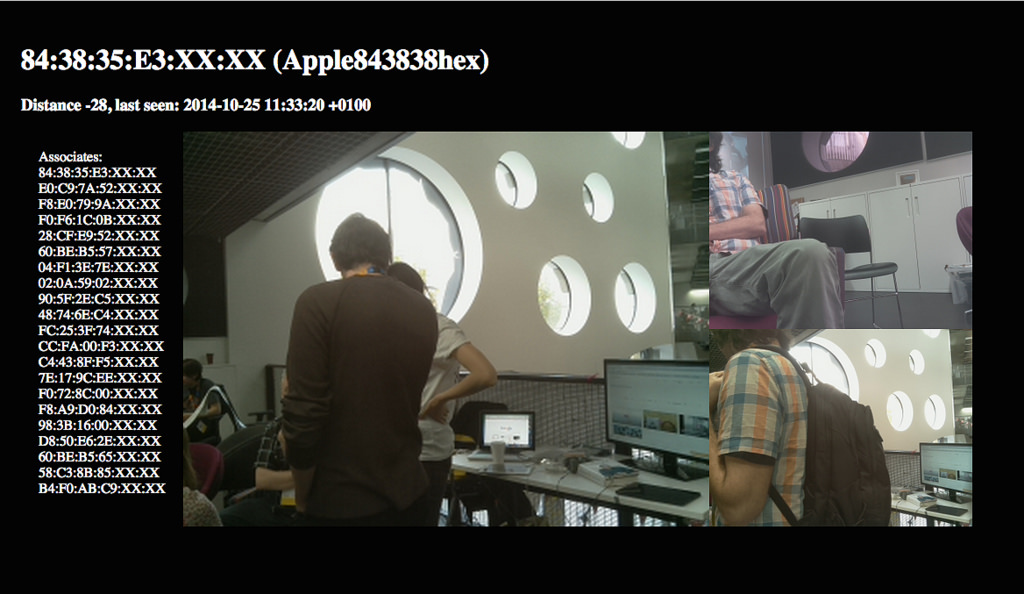 84:38:35:E3:XX:XX (Apple843838hex)
Distance -28, last seen: 2014-10-25 11:33:20 +0100
Associates:
84:38:35:E3:XX:XX
E0:C9:7A:52:XX:XX
F8:E0:79:9A:XX:XX
F0:F6:1C:0B:XX:XX
28:CF:E9:52:XX:XX
60:BE:B5:57:XX:XX
04:F1:3E:7E:XX:XX
02:0A:59:02:XX:XX
90:5F:2E:C5:XX:XX
48:74:6E:C4:XX:XX
FC:25:3F:74:XX:XX
CC:FA:00:F3:XX:XX
C4:43:8F:F5:XX:XX
7E:17:9C:EE:XX:XX
F0:72:8C:00:XX:XX
F8:A9:D0:84:XX:XX
98:3B:16:00:XX:XX
D8:50:E6:2E:XX:XX
60:BE:B5:65:XX:XX
58:C3:8B:85:XX:XX
B4:F0:AB:C9:XX:XX